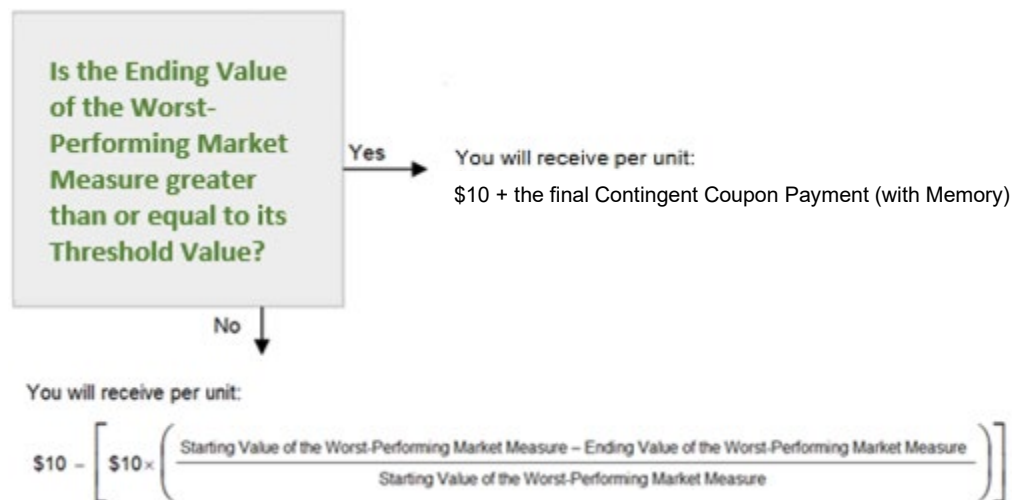 Is the Ending Value
of the Worst-
Performing Market
Measure greater
than or equal to its
Threshold Value?
Yes
You will receive per unit:
$10 + the final Contingent Coupon Payment (with Memory)
No
You will receive per unit:
$10 − [ $10× ( Starting Value of the Worst-Performing Market Measure – Ending Value of the Worst-Performing Market Measure
Starting Value of the Worst-Performing Market Measure ) ]